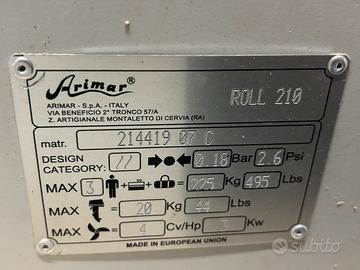 Arimar
ROLL 210
ARIMAR - S.p.A. - ITALY
VIA BENEFICIO 2° TRONCO 57/A
Z. ARTIGIANALE MONTALETTO DI CERVIA (RA)
matr. 214419 07 C
DESIGN CATEGORY: // 0.18 Bar 2.6 Psi
MAX 3 + + = 225 Kg 495 Lbs
MAX 20 Kg 44 Lbs
MAX 4 Cv/Hp 3 Kw
MADE IN EUROPEAN UNION
subito